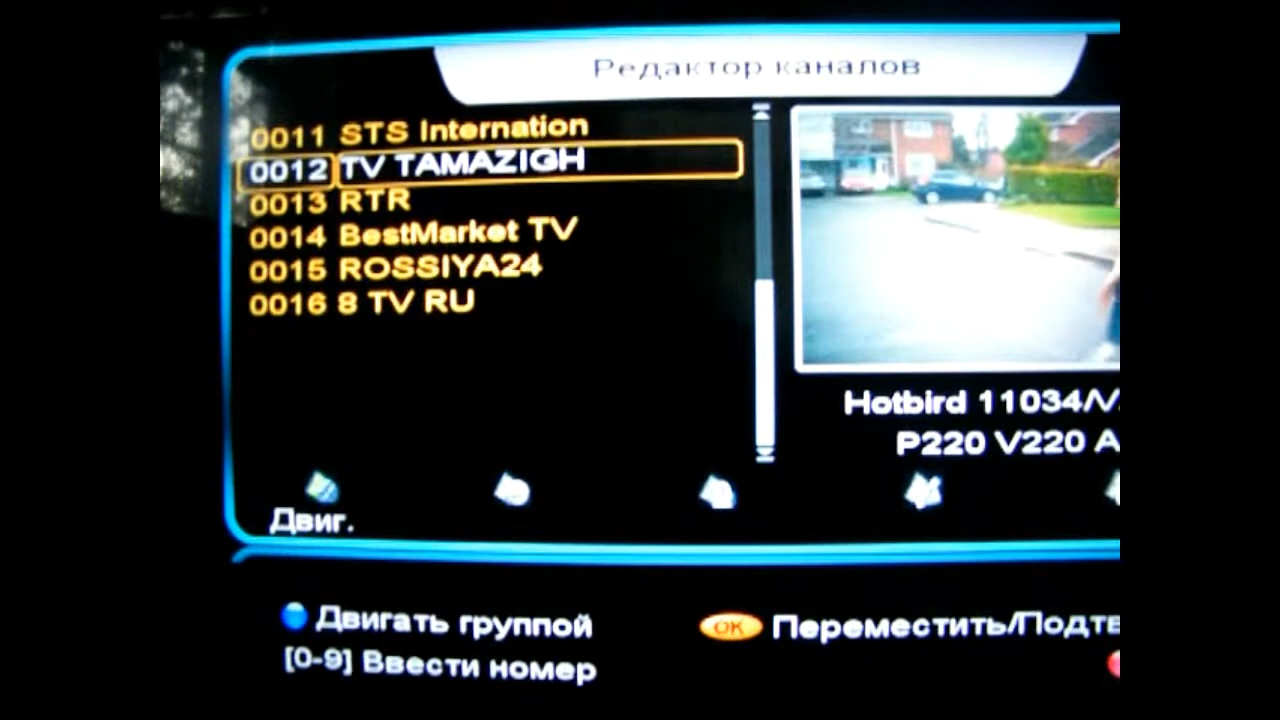 Редактор каналов
0011 STS Internation
0012 TV TAMAZIGH
0013 RTR
0014 BestMarket TV
0015 ROSSIYA24
0016 8 TV RU
Hotbird 11034/V
P220 V220 A
Двиг.
Двигать группой
OK Переместить/Подтв
[0-9] Ввести номер